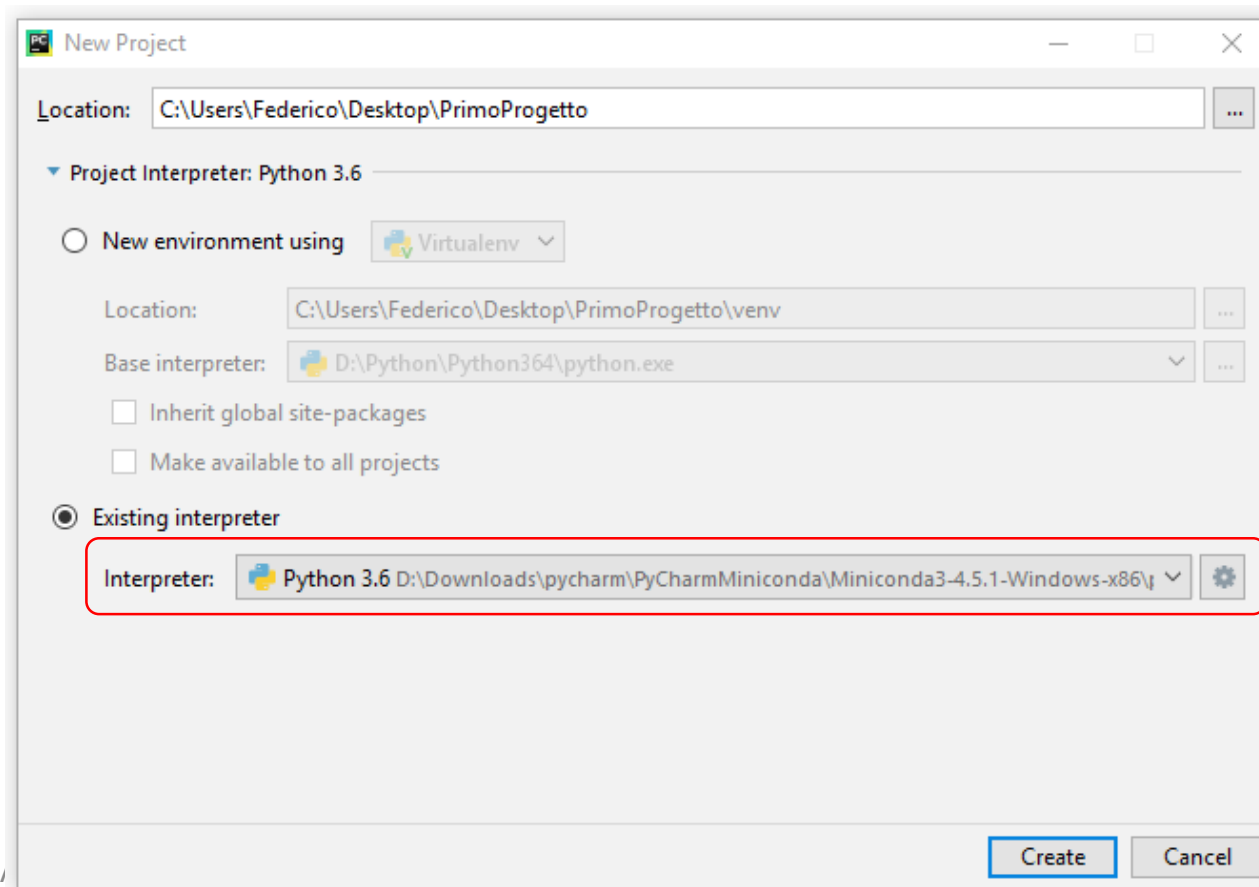 New Project
Location: C:\Users\Federico\Desktop\PrimoProgetto ...
Project Interpreter: Python 3.6
New environment using Virtualenv
Location: C:\Users\Federico\Desktop\PrimoProgetto\venv ...
Base interpreter: D:\Python\Python364\python.exe ...
Inherit global site-packages
Make available to all projects
Existing interpreter
Interpreter: Python 3.6 D:\Downloads\pycharm\PyCharmMiniconda\Miniconda3-4.5.1-Windows-x86\
Create Cancel